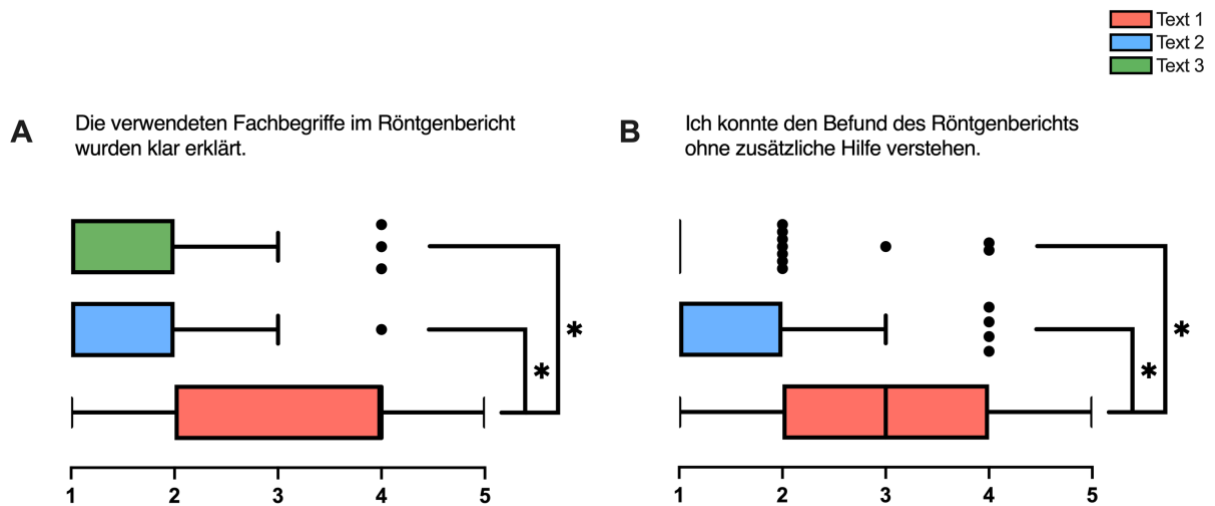 Text 1
Text 2
Text 3
A
Die verwendeten Fachbegriffe im Röntgenbericht
wurden klar erklärt.
*
*
1 2 3 4 5
B
Ich konnte den Befund des Röntgenberichts
ohne zusätzliche Hilfe verstehen.
*
*
1 2 3 4 5